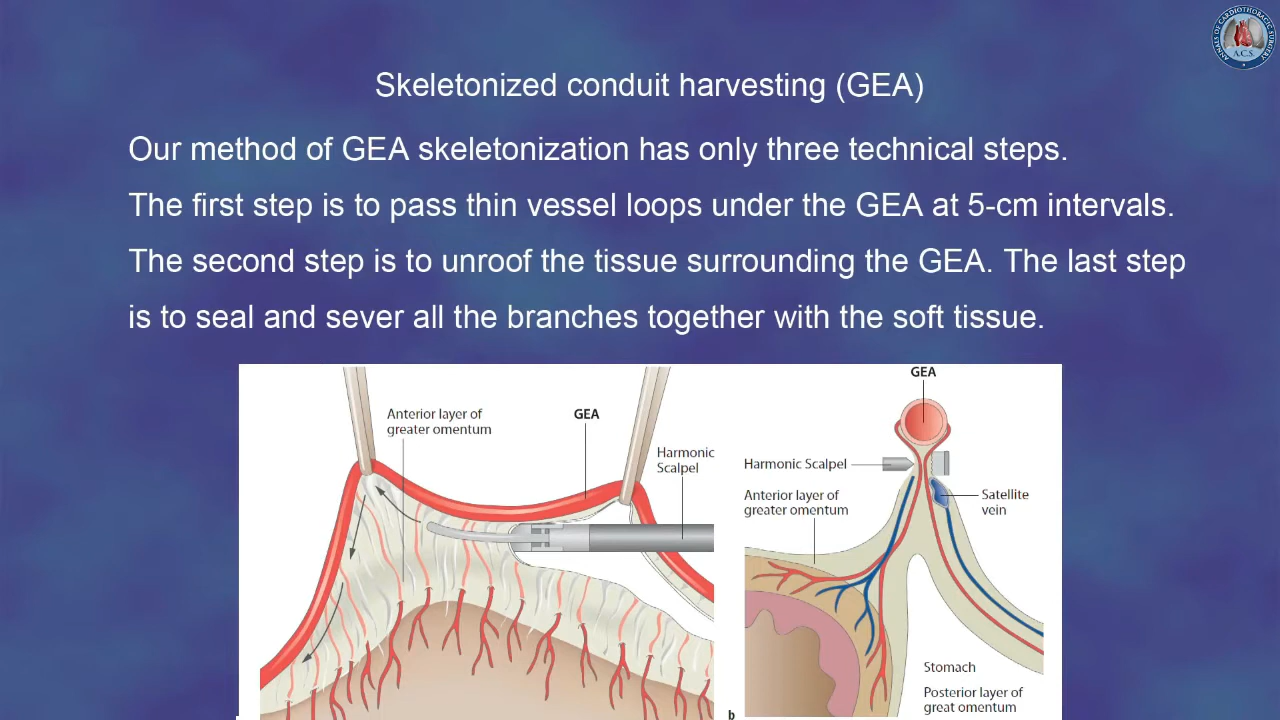 ANNALS OF CARDIOTHORACIC SURGERY
A.C.S.
Skeletonized conduit harvesting (GEA)
Our method of GEA skeletonization has only three technical steps.
The first step is to pass thin vessel loops under the GEA at 5-cm intervals.
The second step is to unroof the tissue surrounding the GEA. The last step
is to seal and sever all the branches together with the soft tissue.
Anterior layer of
greater omentum
GEA
Harmonic
Scalpel
GEA
Harmonic Scalpel
Anterior layer of
greater omentum
Satellite
vein
Stomach
Posterior layer of
great omentum
b